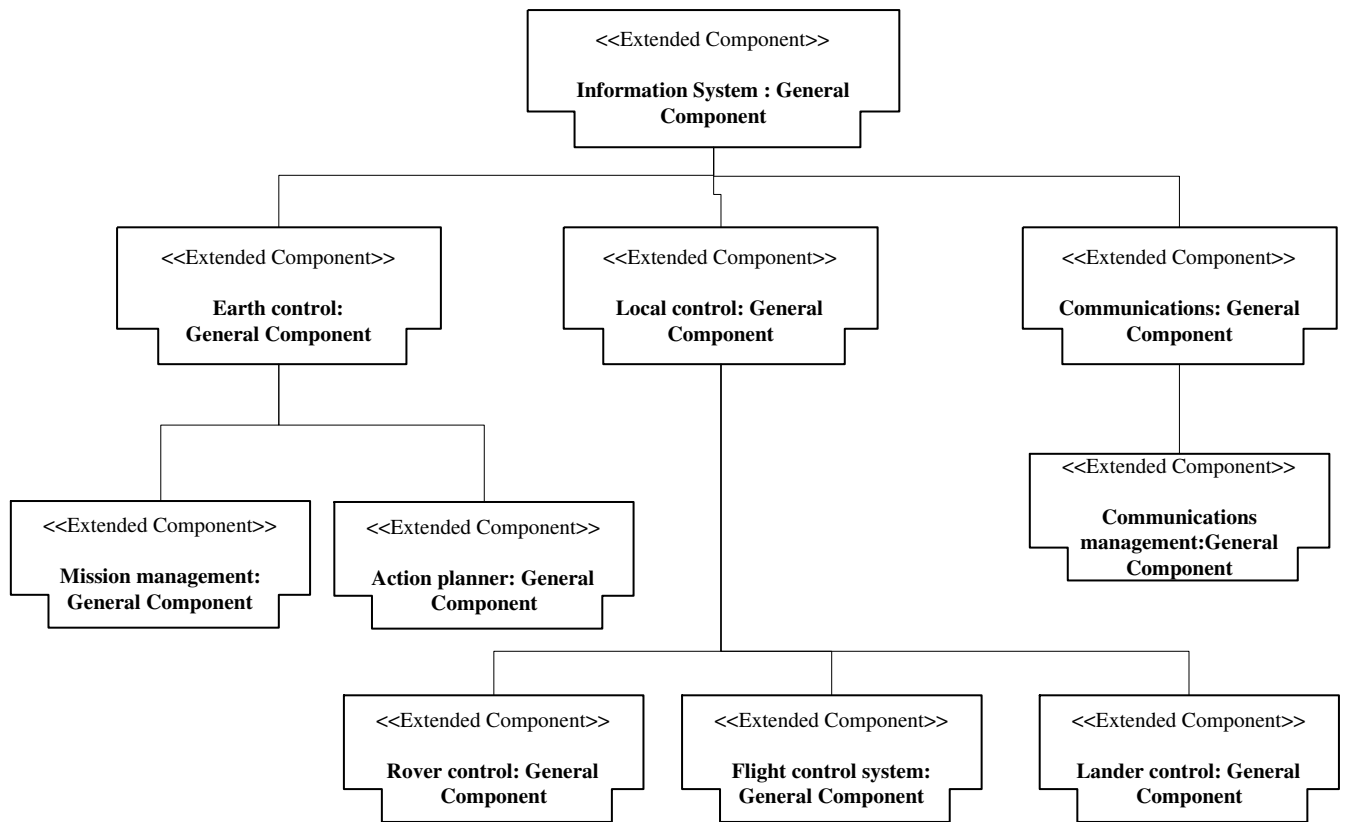 <<Extended Component>>
Information System : General
Component
<<Extended Component>>
Earth control:
General Component
<<Extended Component>>
Local control: General
Component
<<Extended Component>>
Communications: General
Component
<<Extended Component>>
Mission management:
General Component
<<Extended Component>>
Action planner: General
Component
<<Extended Component>>
Communications
management:General
Component
<<Extended Component>>
Rover control: General
Component
<<Extended Component>>
Flight control system:
General Component
<<Extended Component>>
Lander control: General
Component